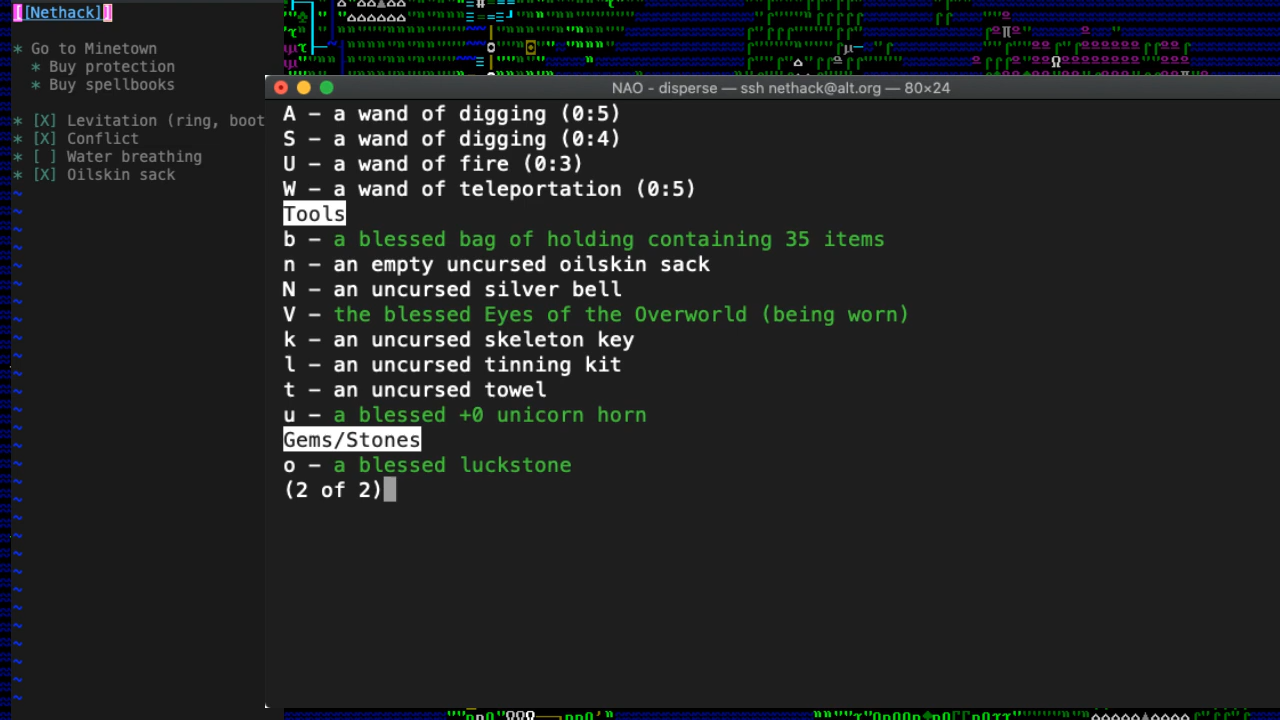 [[Nethack]]
* Go to Minetown
* Buy protection
* Buy spellbooks
* [X] Levitation (ring, boot
* [X] Conflict
* [ ] Water breathing
* [X] Oilskin sack
NAO - disperse — ssh nethack@alt.org — 80×24
A - a wand of digging (0:5)
S - a wand of digging (0:4)
U - a wand of fire (0:3)
W - a wand of teleportation (0:5)
Tools
b - a blessed bag of holding containing 35 items
n - an empty uncursed oilskin sack
N - an uncursed silver bell
V - the blessed Eyes of the Overworld (being worn)
k - an uncursed skeleton key
l - an uncursed tinning kit
t - an uncursed towel
u - a blessed +0 unicorn horn
Gems/Stones
o - a blessed luckstone
(2 of 2)